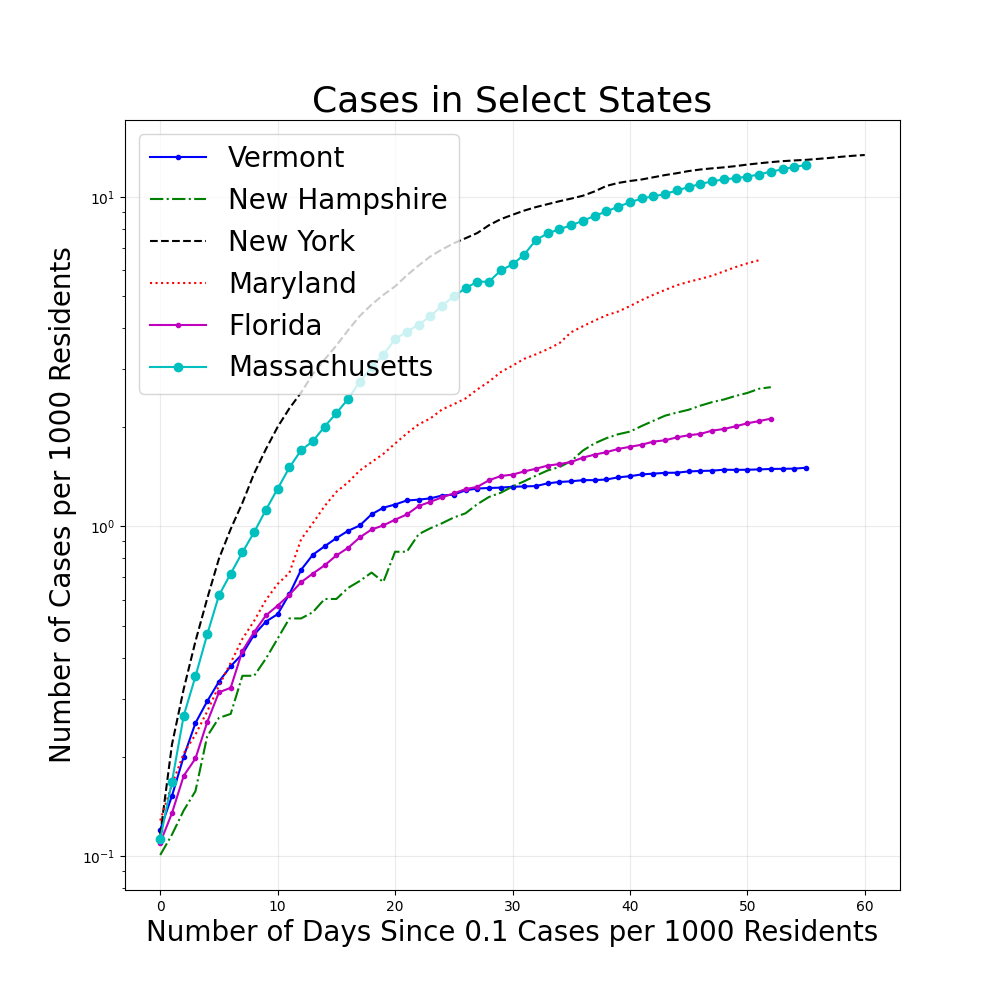 Cases in Select States
Vermont
New Hampshire
New York
Maryland
Florida
Massachusetts
Number of Cases per 1000 Residents
10¹
10⁰
10⁻¹
0 10 20 30 40 50 60
Number of Days Since 0.1 Cases per 1000 Residents